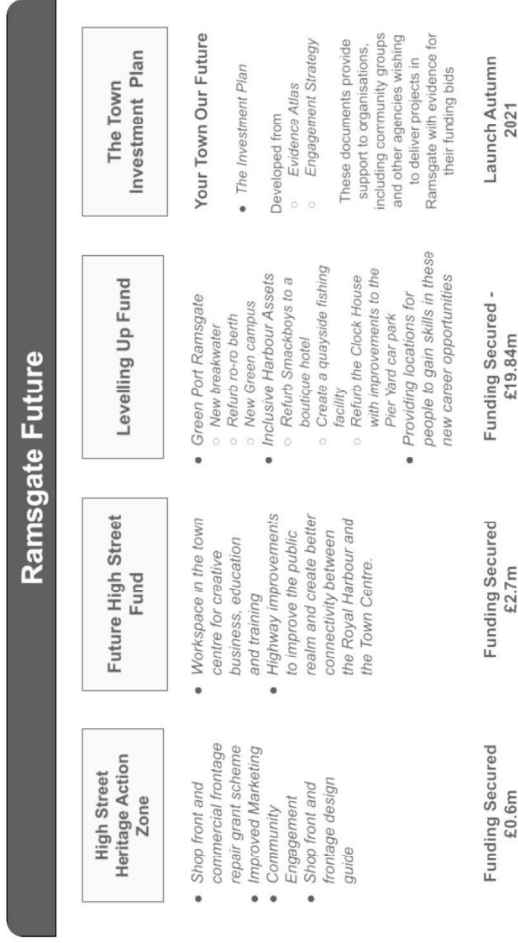 Ramsgate Future
High Street
Heritage Action
Zone
• Shop front and
commercial frontage
repair grant scheme
• Improved Marketing
• Community
Engagement
• Shop front and
frontage design
guide
Funding Secured
£0.6m
Future High Street
Fund
• Workspace in the town
centre for creative
business, education
and training
• Highway improvements
to improve the public
realm and create better
connectivity between
the Royal Harbour and
the Town Centre.
Funding Secured
£2.7m
Levelling Up Fund
• Green Port Ramsgate
○ New breakwater
○ Refurb ro-ro berth
○ New Green campus
• Inclusive Harbour Assets
○ Refurb Smackboys to a
boutique hotel
○ Create a quayside fishing
facility
○ Refurb the Clock House
with improvements to the
Pier Yard car park
• Providing locations for
people to gain skills in these
new career opportunities
Funding Secured -
£19.84m
The Town
Investment Plan
Your Town Our Future
• The Investment Plan
Developed from
○ Evidence Atlas
○ Engagement Strategy
These documents provide
support to organisations,
including community groups
and other agencies wishing
to deliver projects in
Ramsgate with evidence for
their funding bids
Launch Autumn
2021